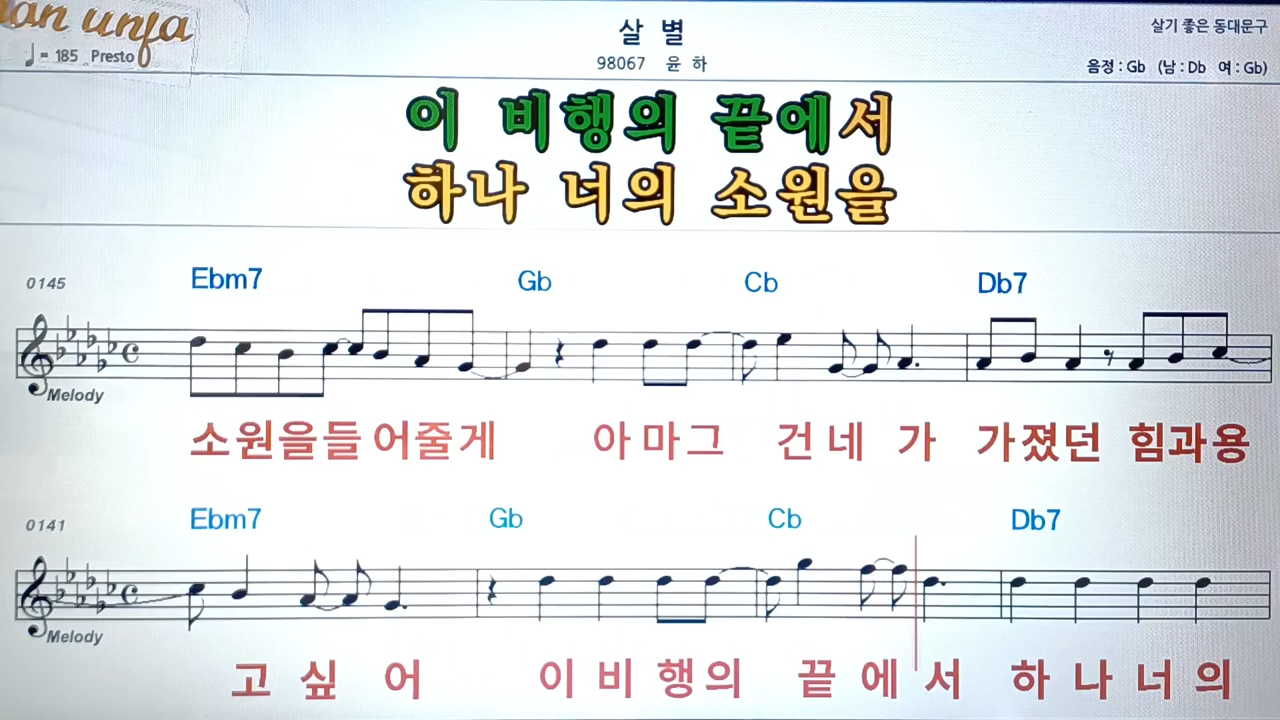 ♩= 185 Presto
살 별
98067 윤 하
살기 좋은 동대문구
음정 : Gb (남 : Db 여 : Gb)
이 비행의 끝에서
하나 너의 소원을
0145 Ebm7 Gb Cb Db7
Melody
소원을들어줄게 아마그 건네 가 가졌던 힘과용
0141 Ebm7 Gb Cb Db7
Melody
고싶어 이비행의 끝에서 하나너의